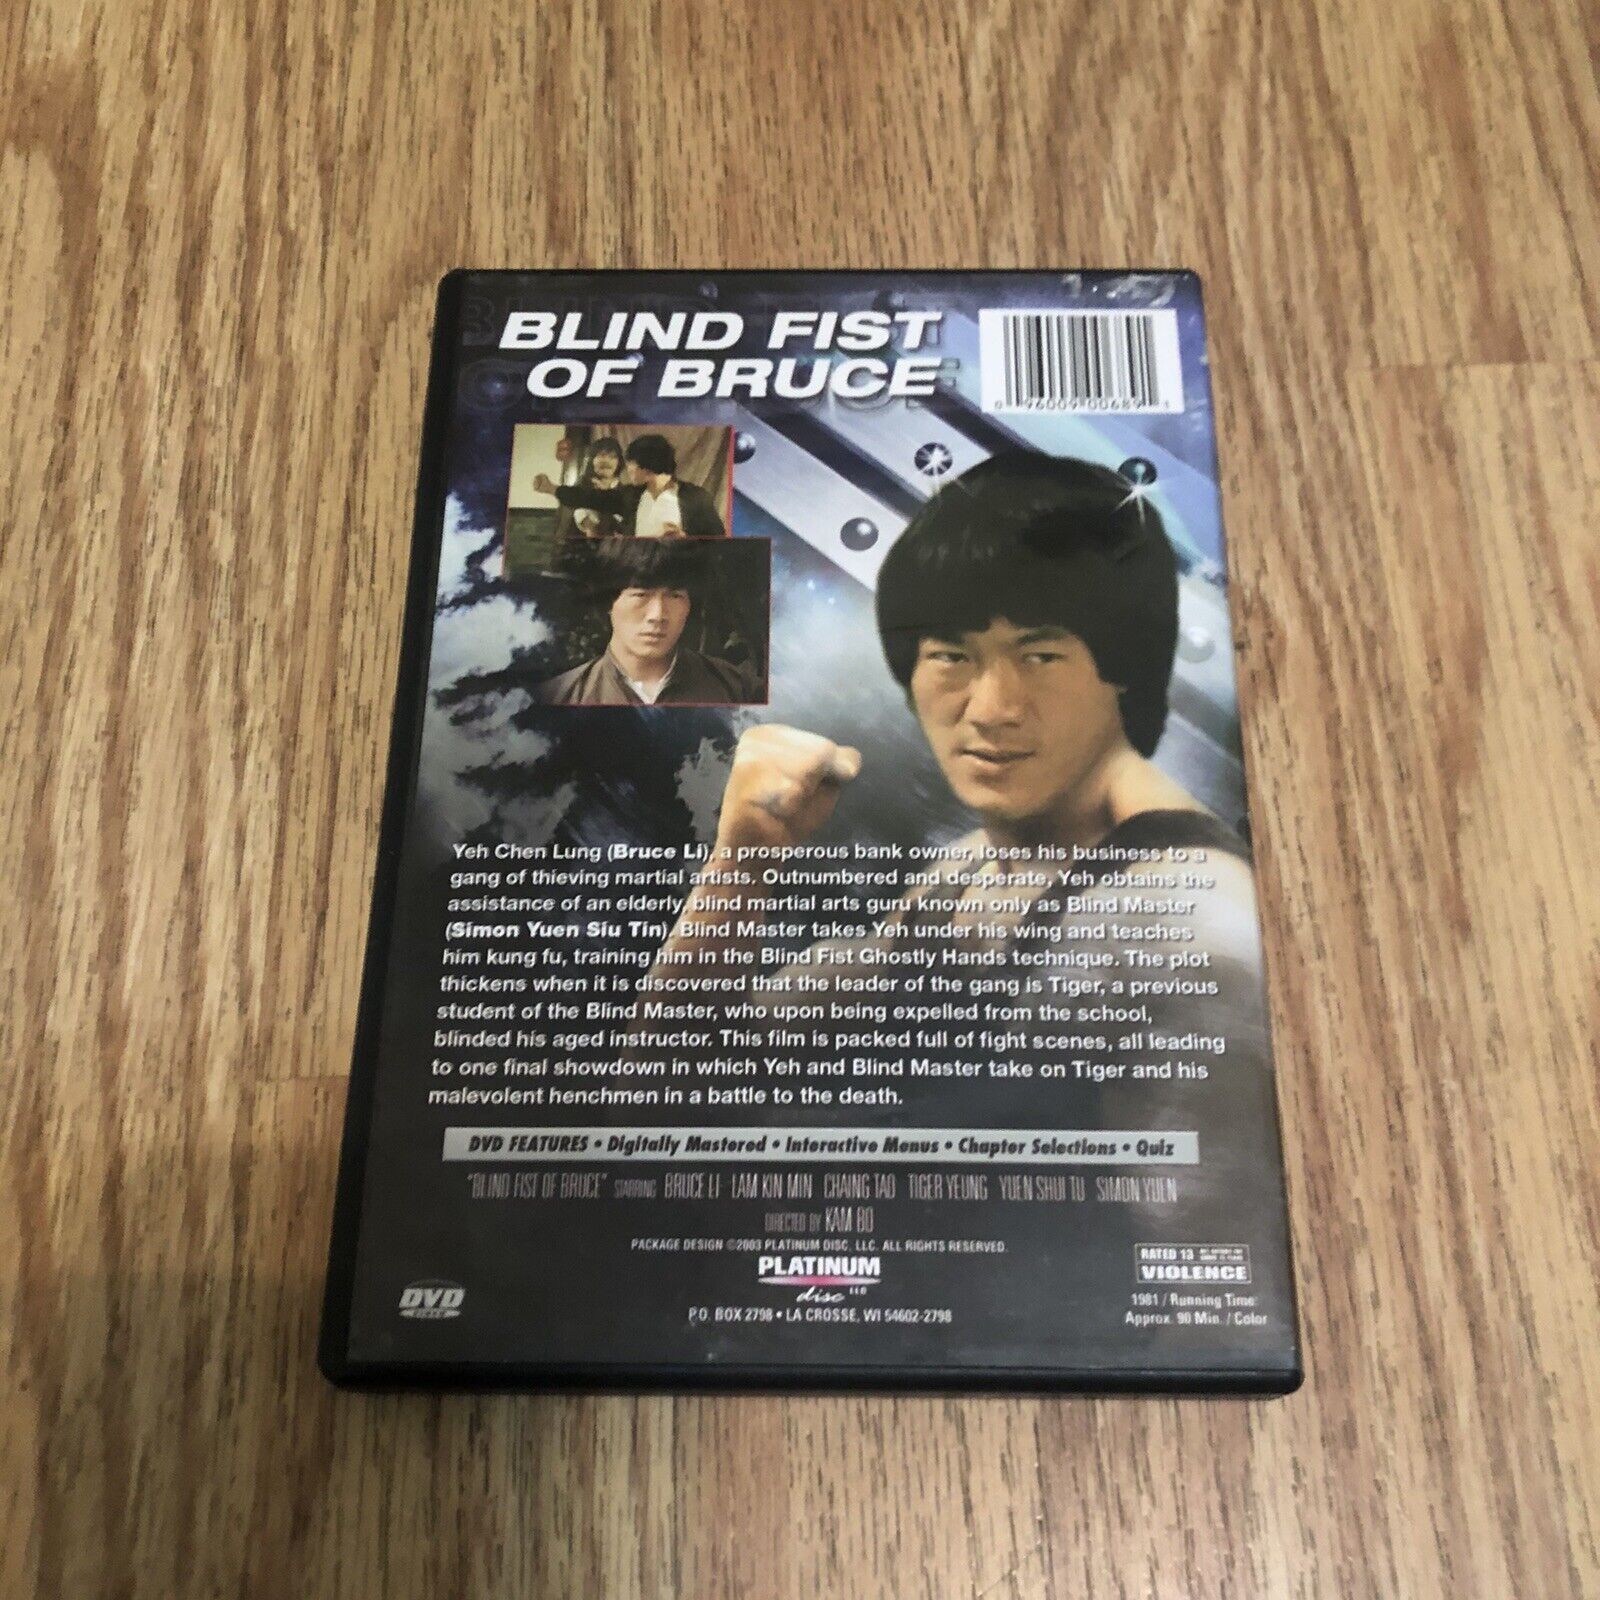 BLIND FIST
OF BRUCE
0 96009 00689 1
Yeh Chen Lung (Bruce Li), a prosperous bank owner, loses his business to a
gang of thieving martial artists. Outnumbered and desperate, Yeh obtains the
assistance of an elderly, blind martial arts guru known only as Blind Master
(Simon Yuen Siu Tin). Blind Master takes Yeh under his wing and teaches
him kung fu, training him in the Blind Fist Ghostly Hands technique. The plot
thickens when it is discovered that the leader of the gang is Tiger, a previous
student of the Blind Master, who upon being expelled from the school,
blinded his aged instructor. This film is packed full of fight scenes, all leading
to one final showdown in which Yeh and Blind Master take on Tiger and his
malevolent henchmen in a battle to the death.
DVD FEATURES • Digitally Mastered • Interactive Menus • Chapter Selections • Quiz
"BLIND FIST OF BRUCE" STARRING BRUCE LI LAM KIN MIN CHAING TAO TIGER YEUNG YUEN SHUI TU SIMON YUEN
DIRECTED BY KAM BO
PACKAGE DESIGN ©2003 PLATINUM DISC, LLC. ALL RIGHTS RESERVED.
PLATINUM
disc LLC
P.O. BOX 2798 • LA CROSSE, WI 54602-2798
DVD
VIDEO
RATED 13
VIOLENCE
1981 / Running Time:
Approx. 90 Min. / Color